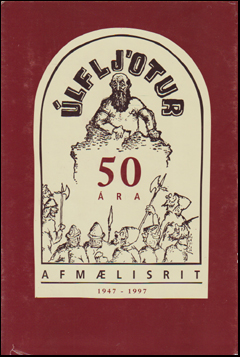 ÚLFLJÓTUR
50
ÁRA
AFMÆLISRIT
1947 - 1997